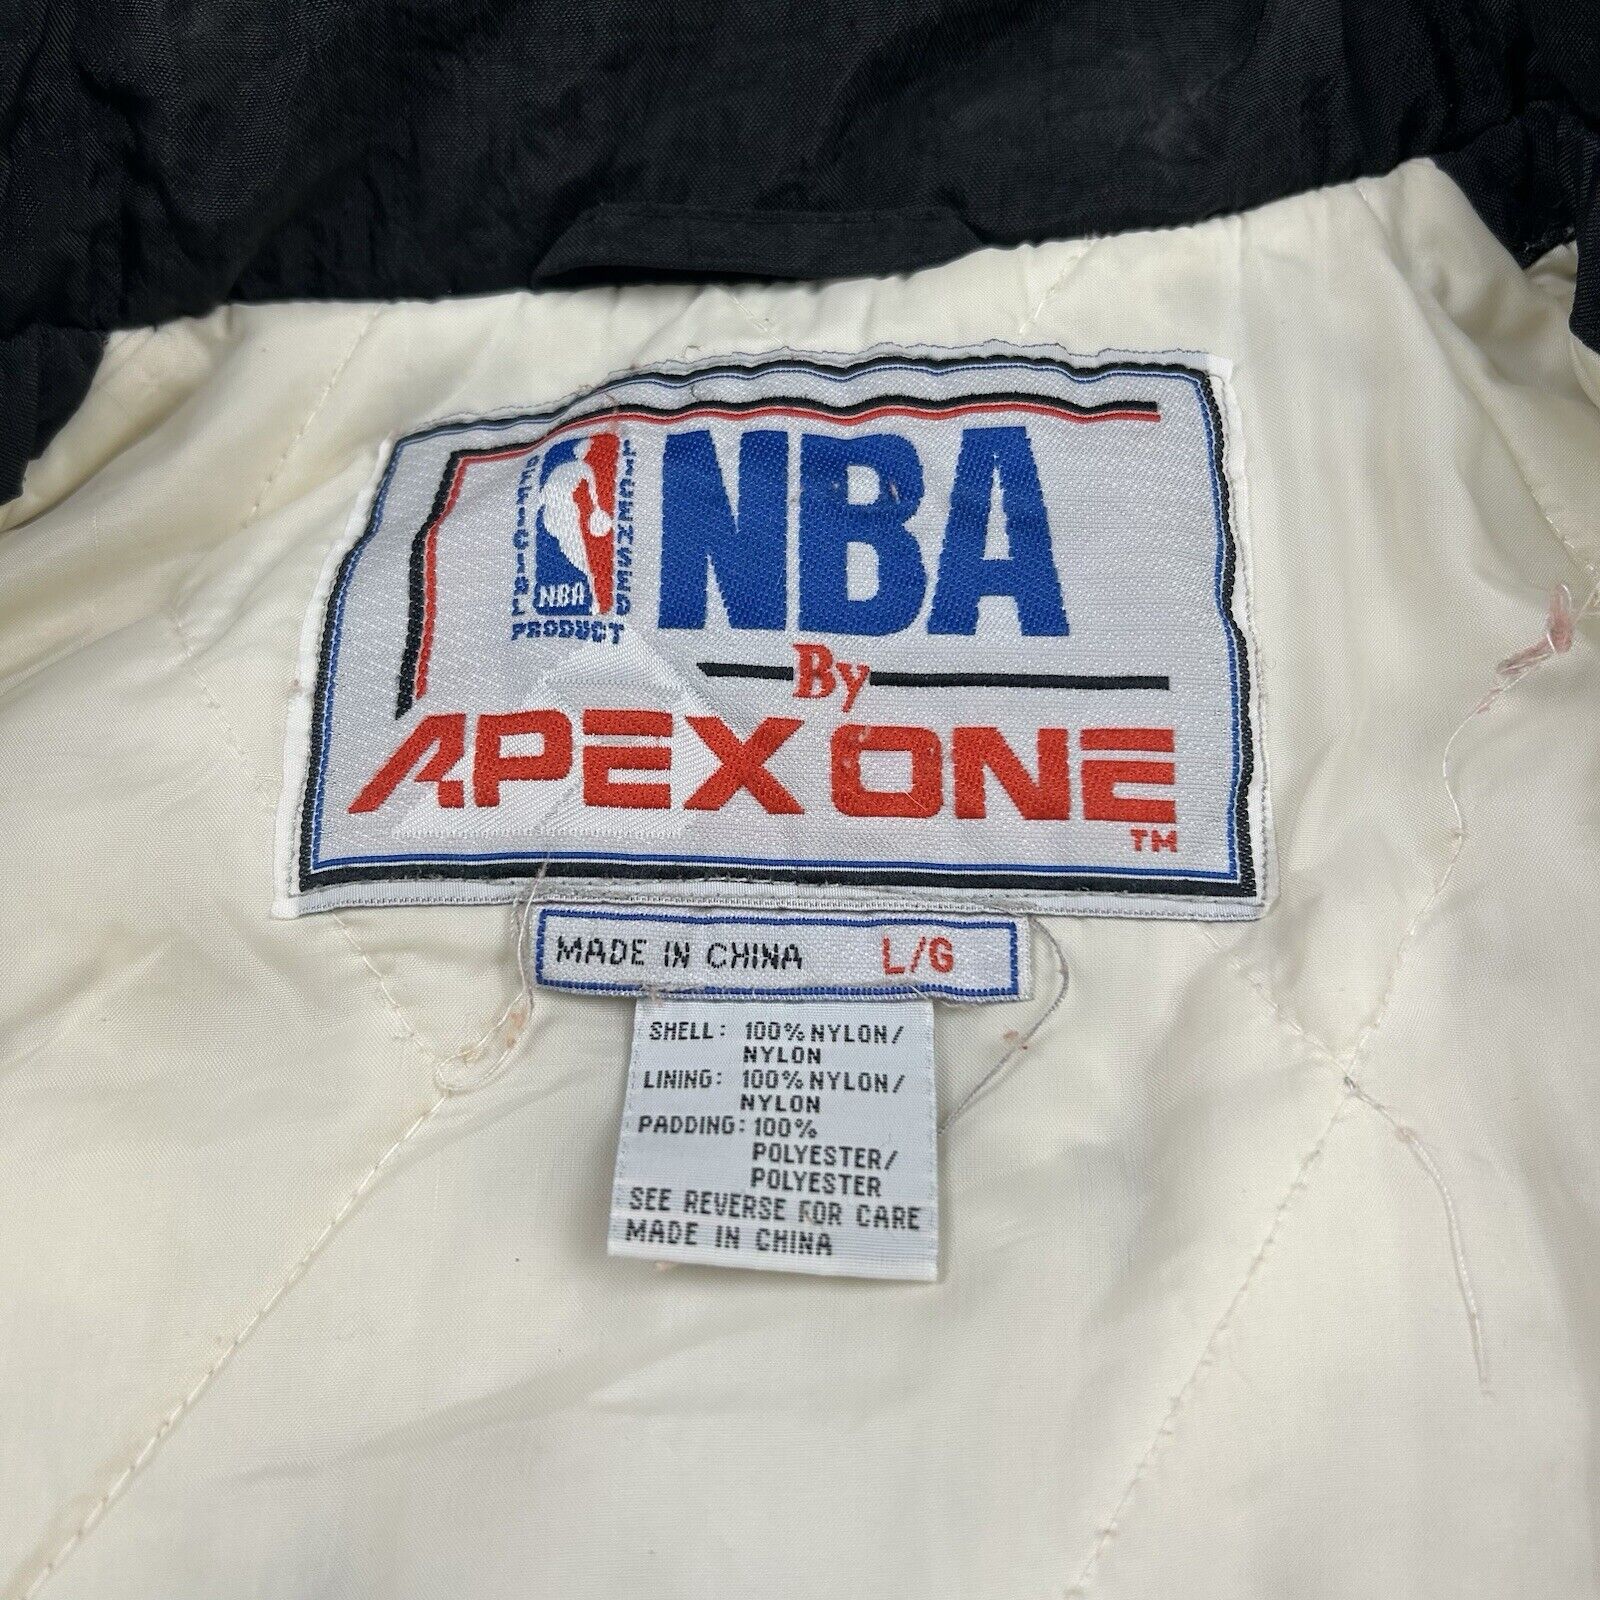 OFFICIAL
LICENSED
NBA
PRODUCT
NBA
By
APEX ONE
TM
MADE IN CHINA L/G
SHELL: 100% NYLON/
NYLON
LINING: 100% NYLON/
NYLON
PADDING: 100%
POLYESTER/
POLYESTER
SEE REVERSE FOR CARE
MADE IN CHINA